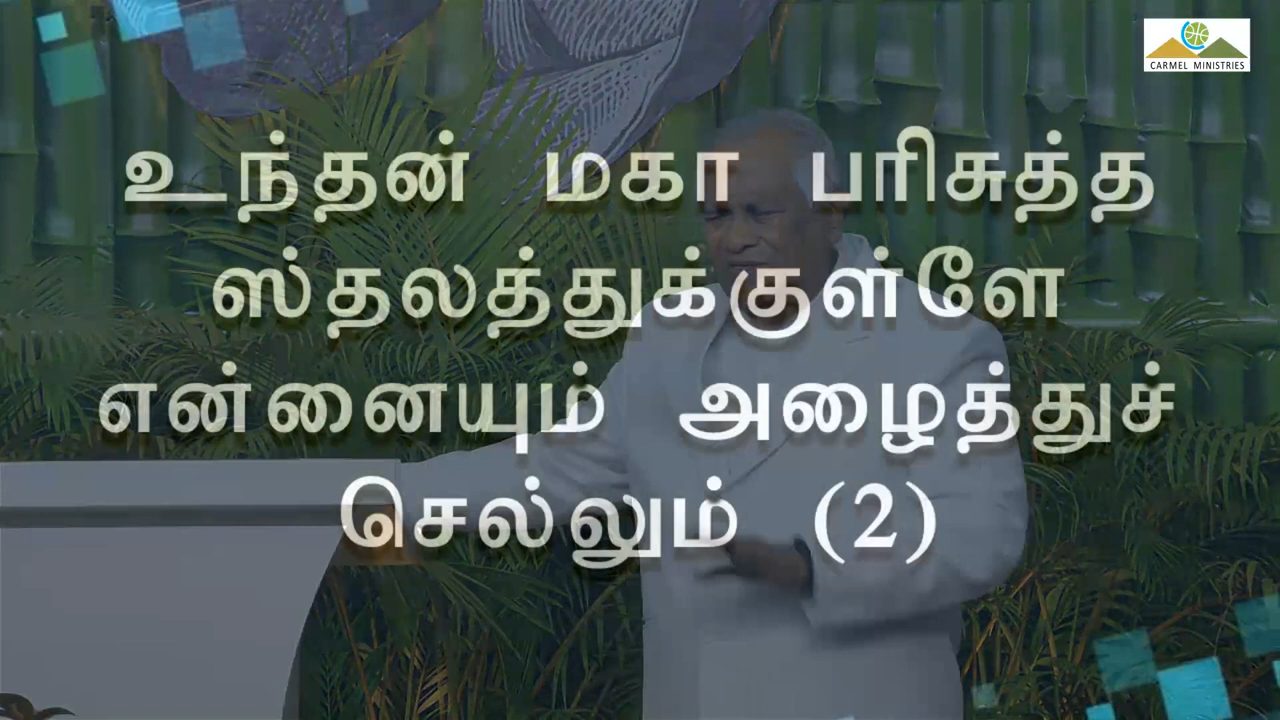 CARMEL MINISTRIES
உந்தன் மகா பரிசுத்த
ஸ்தலத்துக்குள்ளே
என்னையும் அழைத்துச்
செல்லும் (2)